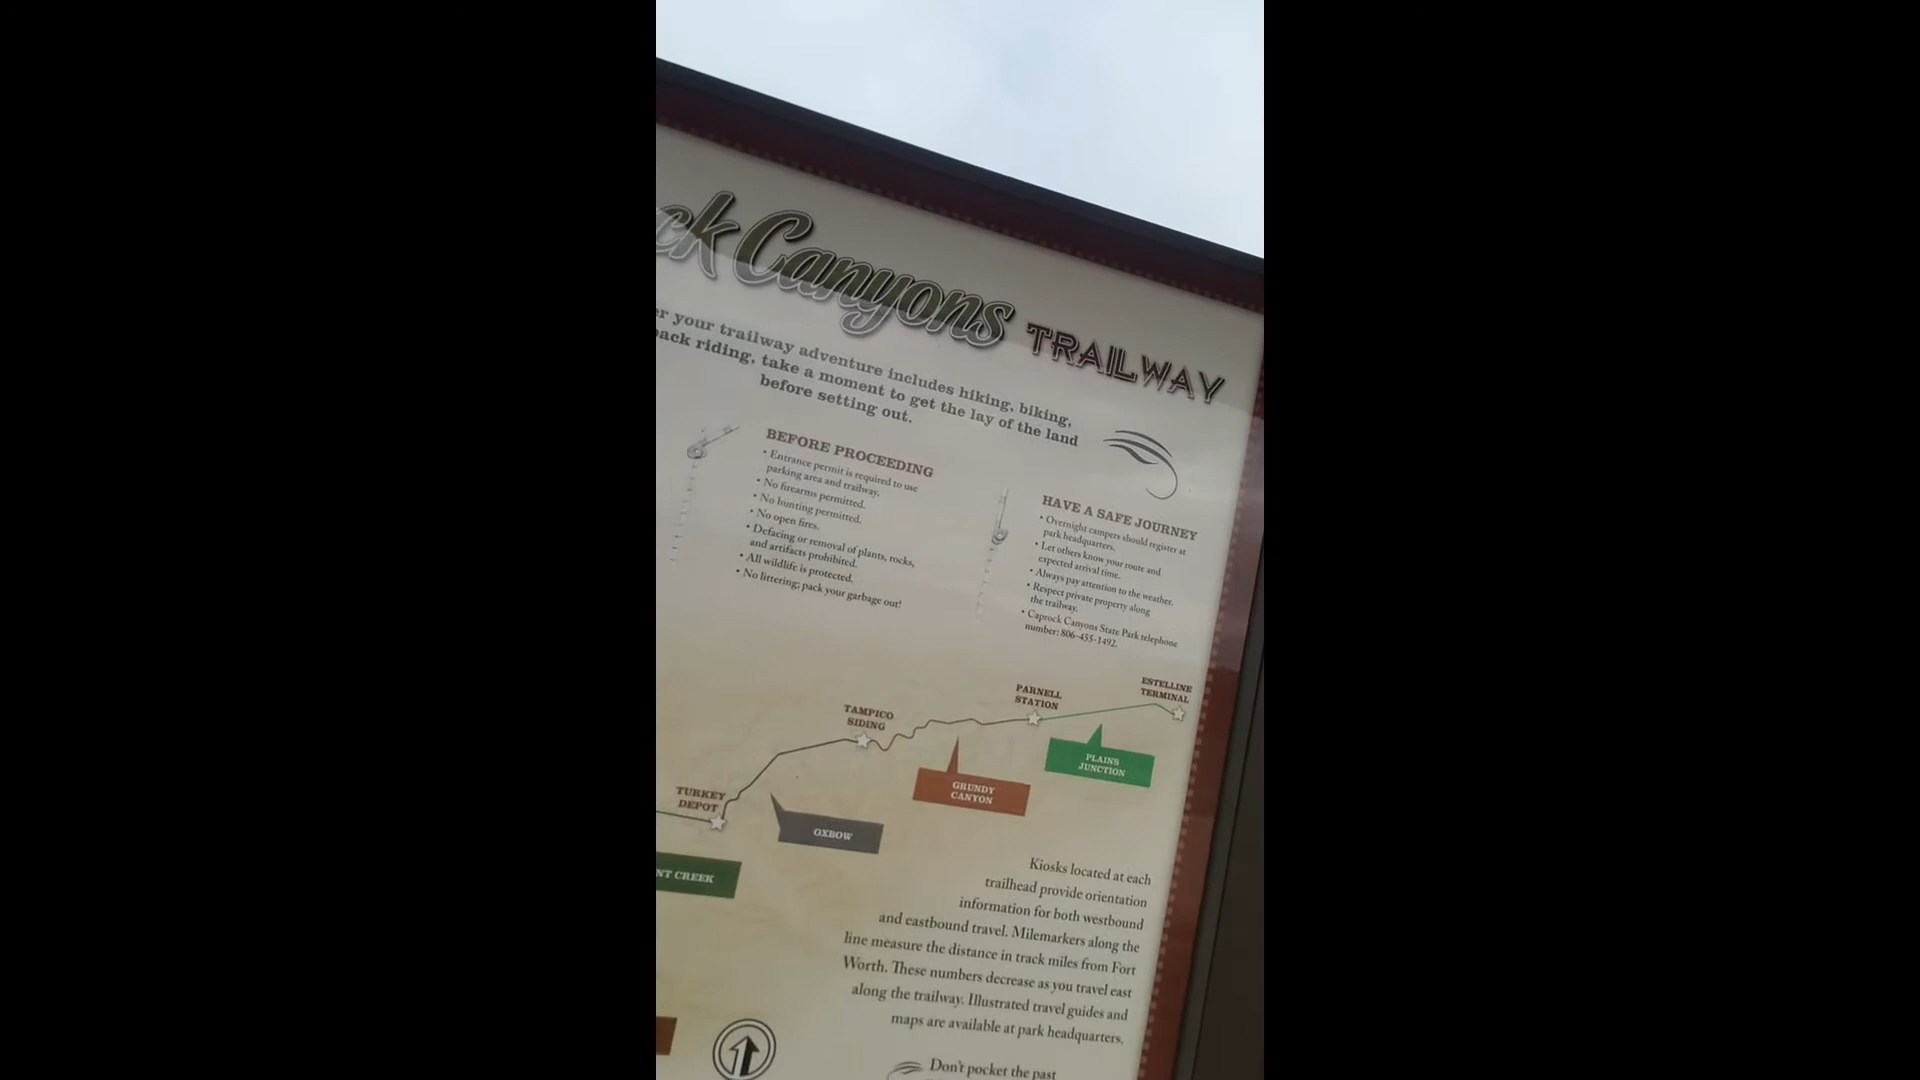 ck Canyons TRAILWAY
er your trailway adventure includes hiking, biking,
back riding, take a moment to get the lay of the land
before setting out.
BEFORE PROCEEDING
• Entrance permit is required to use
parking area and trailway.
• No firearms permitted.
• No hunting permitted.
• No open fires.
• Defacing or removal of plants, rocks,
and artifacts prohibited.
• All wildlife is protected.
• No littering; pack your garbage out!
HAVE A SAFE JOURNEY
• Overnight campers should register at
park headquarters.
• Let others know your route and
expected arrival time.
• Always pay attention to the weather.
• Respect private property along
the trailway.
• Caprock Canyons State Park telephone
number: 806-455-1492.
ESTELLINE
TERMINAL
PARNELL
STATION
TAMPICO
SIDING
PLAINS
JUNCTION
GRUNDY
CANYON
TURKEY
DEPOT
OXBOW
NT CREEK
Kiosks located at each
trailhead provide orientation
information for both westbound
and eastbound travel. Milemarkers along the
line measure the distance in track miles from Fort
Worth. These numbers decrease as you travel east
along the trailway. Illustrated travel guides and
maps are available at park headquarters.
Don't pocket the past